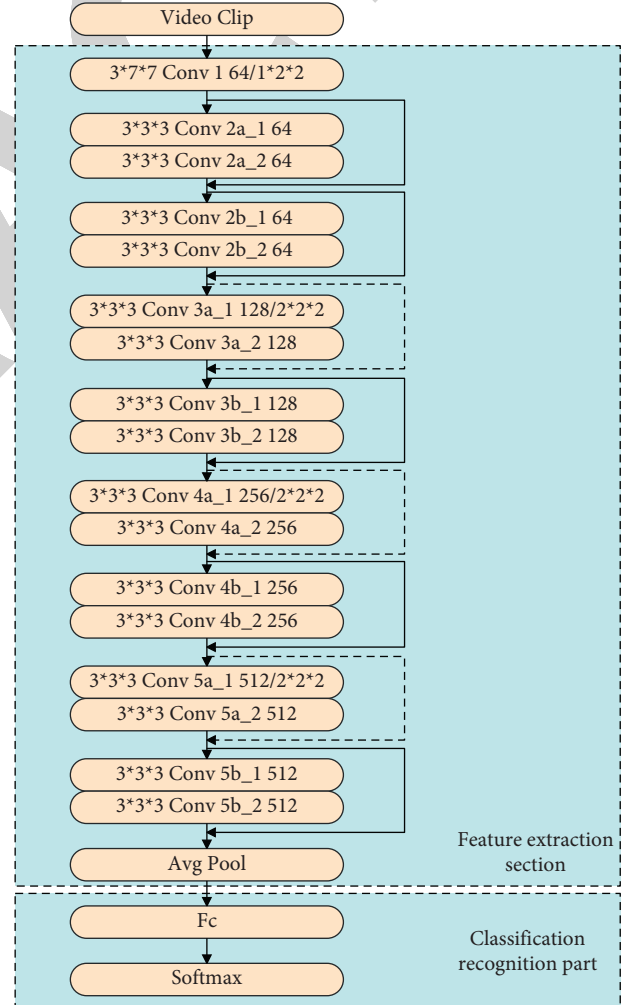 Video Clip
3*7*7 Conv 1 64/1*2*2
3*3*3 Conv 2a_1 64
3*3*3 Conv 2a_2 64
3*3*3 Conv 2b_1 64
3*3*3 Conv 2b_2 64
3*3*3 Conv 3a_1 128/2*2*2
3*3*3 Conv 3a_2 128
3*3*3 Conv 3b_1 128
3*3*3 Conv 3b_2 128
3*3*3 Conv 4a_1 256/2*2*2
3*3*3 Conv 4a_2 256
3*3*3 Conv 4b_1 256
3*3*3 Conv 4b_2 256
3*3*3 Conv 5a_1 512/2*2*2
3*3*3 Conv 5a_2 512
3*3*3 Conv 5b_1 512
3*3*3 Conv 5b_2 512
Avg Pool
Feature extraction
section
Fc
Softmax
Classification
recognition part